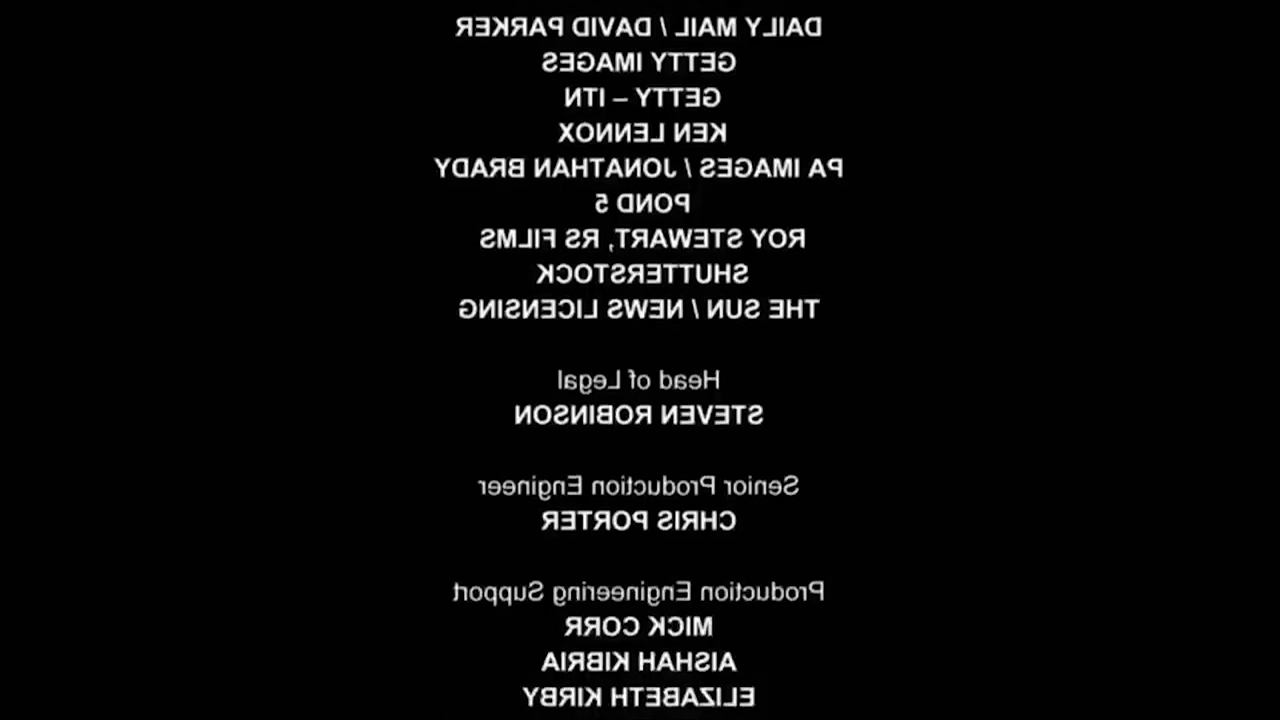 DAILY MAIL / DAVID PARKER
GETTY IMAGES
GETTY – ITN
KEN LENNOX
PA IMAGES / JONATHAN BRADY
POND 5
ROY STEWART, RS FILMS
SHUTTERSTOCK
THE SUN / NEWS LICENSING
Head of Legal
STEVEN ROBINSON
Senior Production Engineer
CHRIS PORTER
Production Engineering Support
MICK CORR
AISHAH KIBRIA
ELIZABETH KIRBY